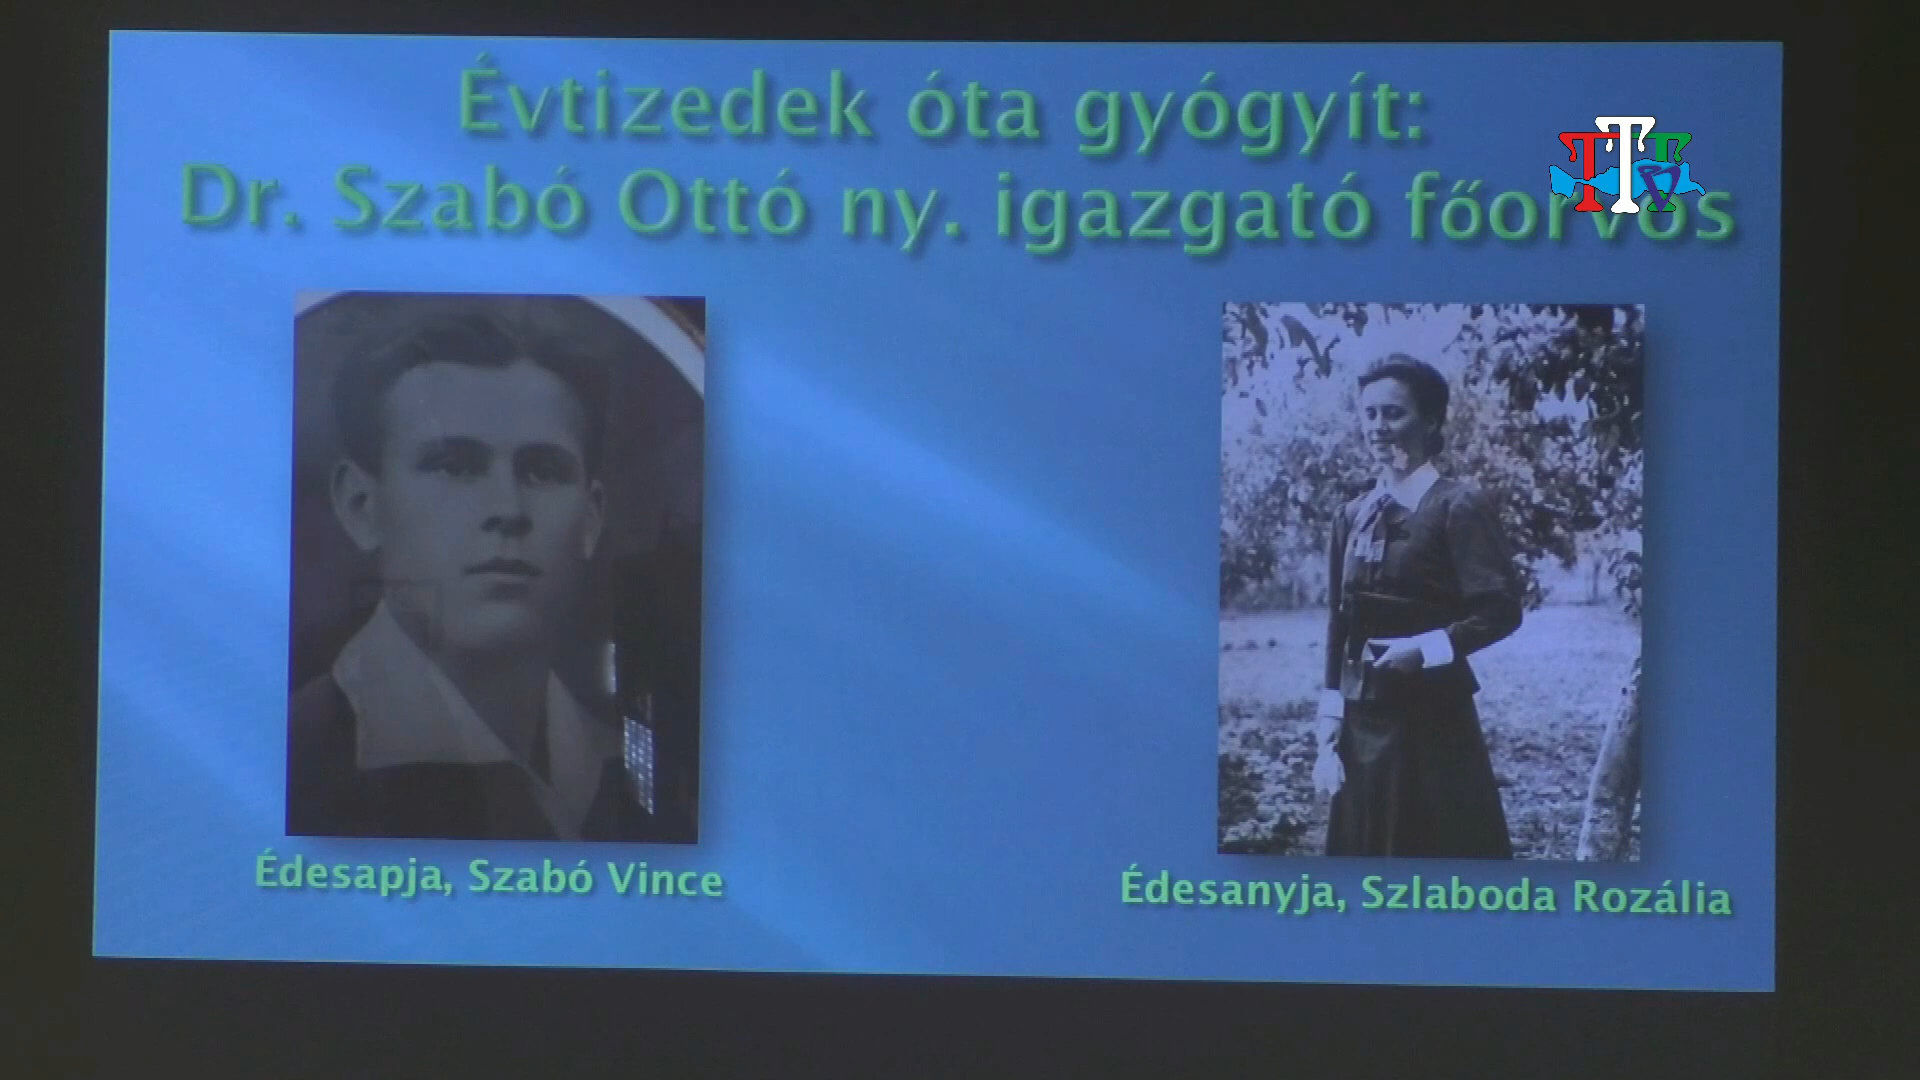 Évtizedek óta gyógyít:
Dr. Szabó Ottó ny. igazgató főorvos
Édesapja, Szabó Vince
Édesanyja, Szlaboda Rozália